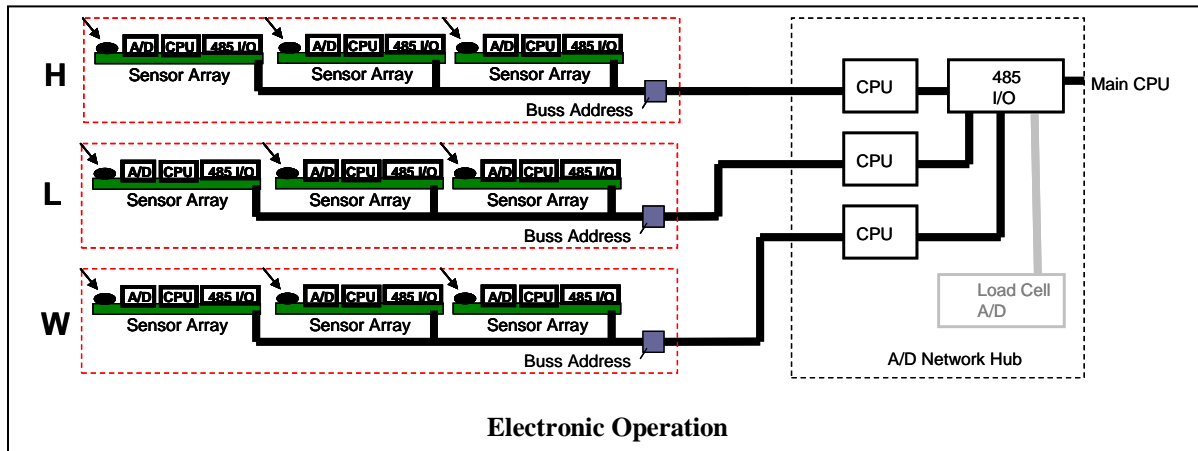 A/D CPU 485 I/O A/D CPU 485 I/O A/D CPU 485 I/O
Sensor Array Sensor Array Sensor Array
H
Buss Address
CPU
485
I/O
Main CPU
A/D CPU 485 I/O A/D CPU 485 I/O A/D CPU 485 I/O
Sensor Array Sensor Array Sensor Array
L
Buss Address
CPU
A/D CPU 485 I/O A/D CPU 485 I/O A/D CPU 485 I/O
Sensor Array Sensor Array Sensor Array
W
Buss Address
CPU
Load Cell
A/D
A/D Network Hub
Electronic Operation